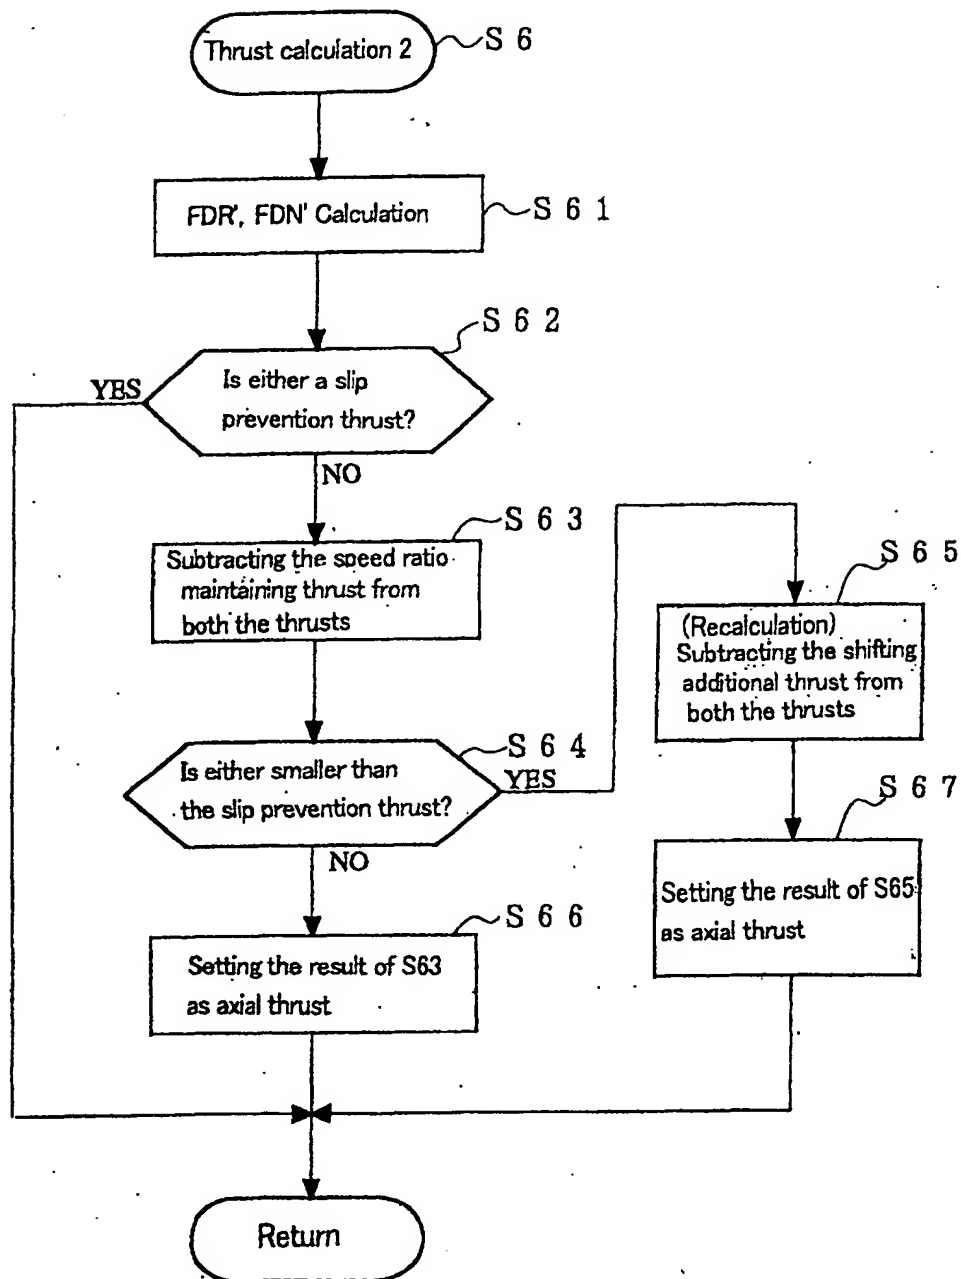 Thrust calculation 2
S 6
FDR', FDN' Calculation
S 6 1
S 6 2
YES
Is either a slip
prevention thrust?
NO
S 6 3
Subtracting the speed ratio
maintaining thrust from
both the thrusts
S 6 4
Is either smaller than
the slip prevention thrust?
YES
NO
S 6 5
(Recalculation)
Subtracting the shifting
additional thrust from
both the thrusts
S 6 7
Setting the result of S65
as axial thrust
S 6 6
Setting the result of S63
as axial thrust
Return